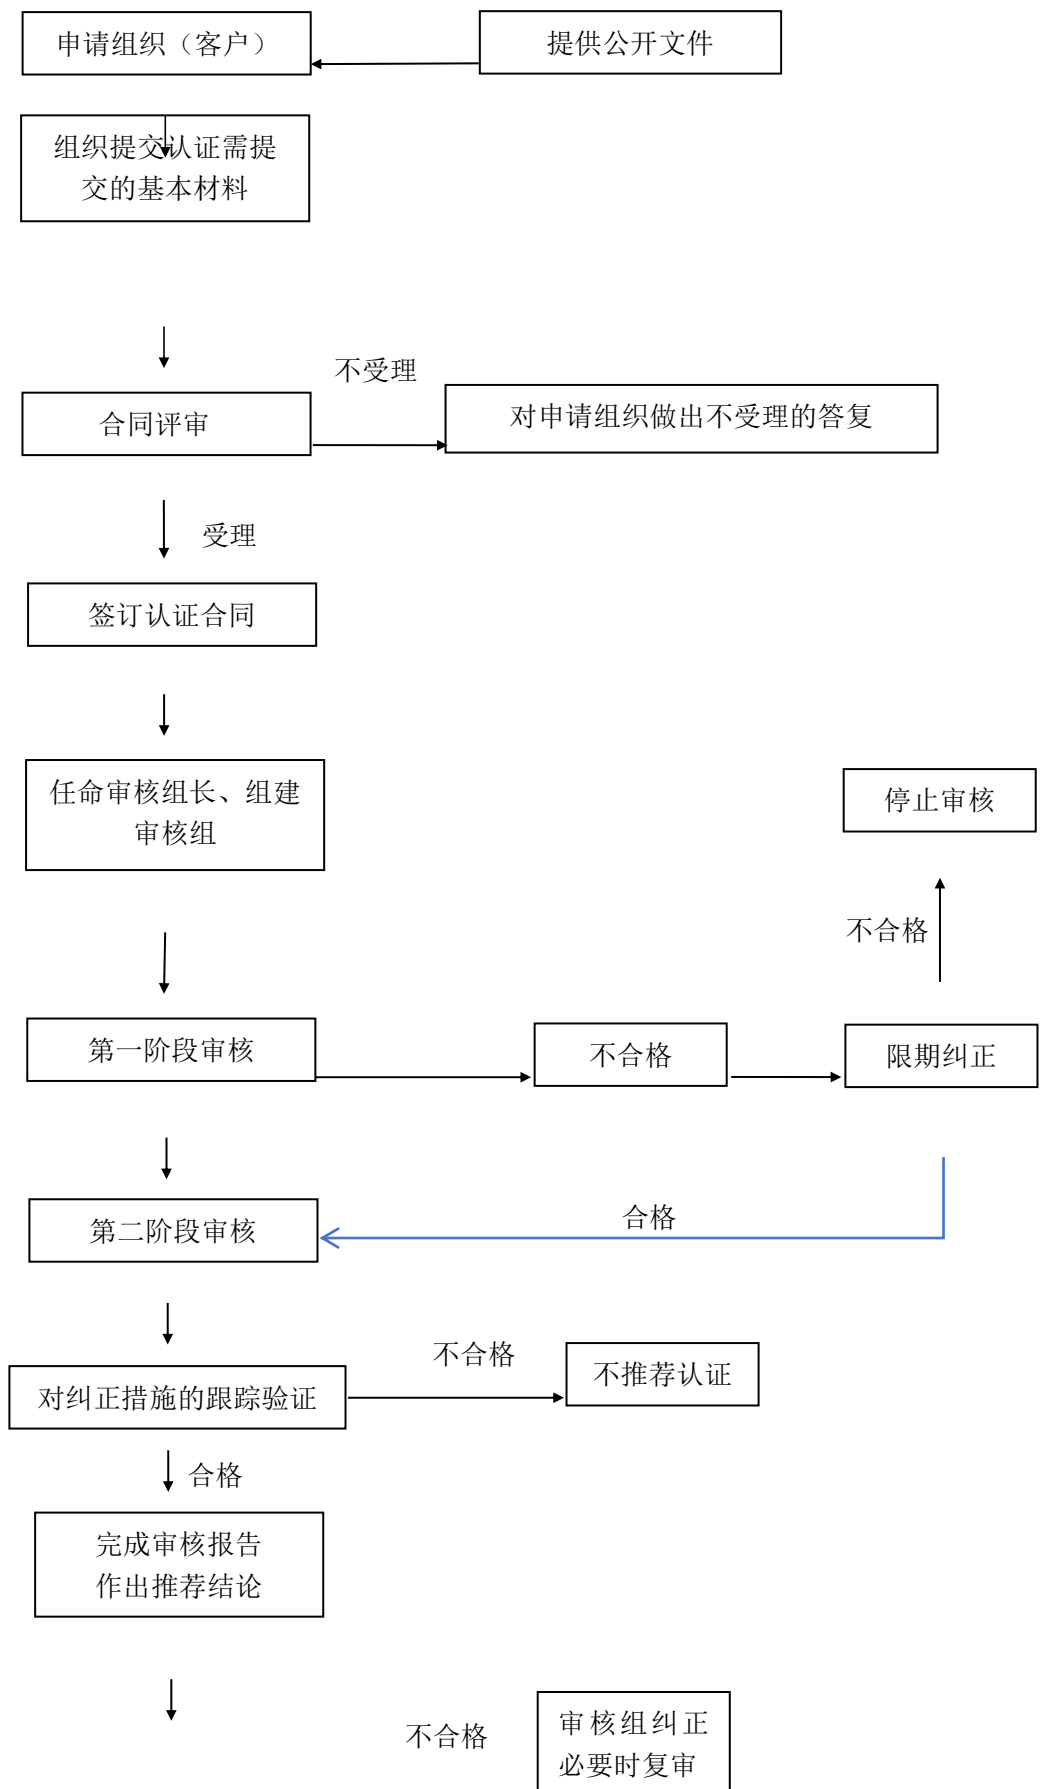 申请组织（客户）
提供公开文件
组织提交认证需提
交的基本材料
不受理
合同评审
对申请组织做出不受理的答复
受理
签订认证合同
任命审核组长、组建
审核组
停止审核
不合格
第一阶段审核
不合格
限期纠正
第二阶段审核
合格
不合格
不推荐认证
对纠正措施的跟踪验证
合格
完成审核报告
作出推荐结论
不合格
审核组纠正
必要时复审